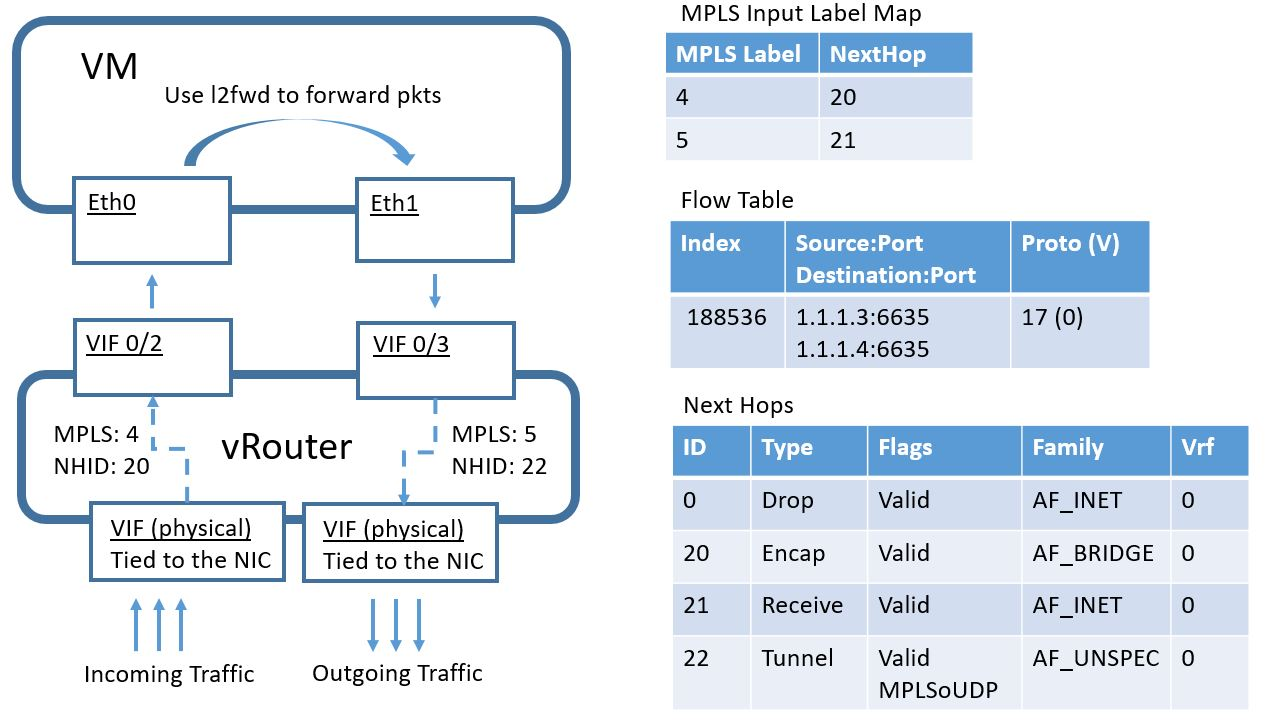 VM
Use l2fwd to forward pkts
Eth0
Eth1
VIF 0/2
VIF 0/3
MPLS: 4
NHID: 20
vRouter
MPLS: 5
NHID: 22
VIF (physical)
Tied to the NIC
VIF (physical)
Tied to the NIC
Incoming Traffic
Outgoing Traffic
MPLS Input Label Map
MPLS Label NextHop
4 20
5 21
Flow Table
Index Source:Port Proto (V)
Destination:Port
188536 1.1.1.3:6635 17 (0)
1.1.1.4:6635
Next Hops
ID Type Flags Family Vrf
0 Drop Valid AF_INET 0
20 Encap Valid AF_BRIDGE 0
21 Receive Valid AF_INET 0
22 Tunnel Valid AF_UNSPEC 0
MPLSoUDP